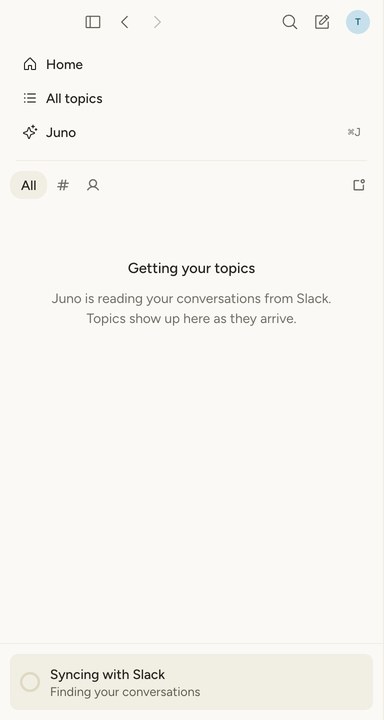 T
Home
All topics
Juno ⌘J
All
Getting your topics
Juno is reading your conversations from Slack.
Topics show up here as they arrive.
Syncing with Slack
Finding your conversations